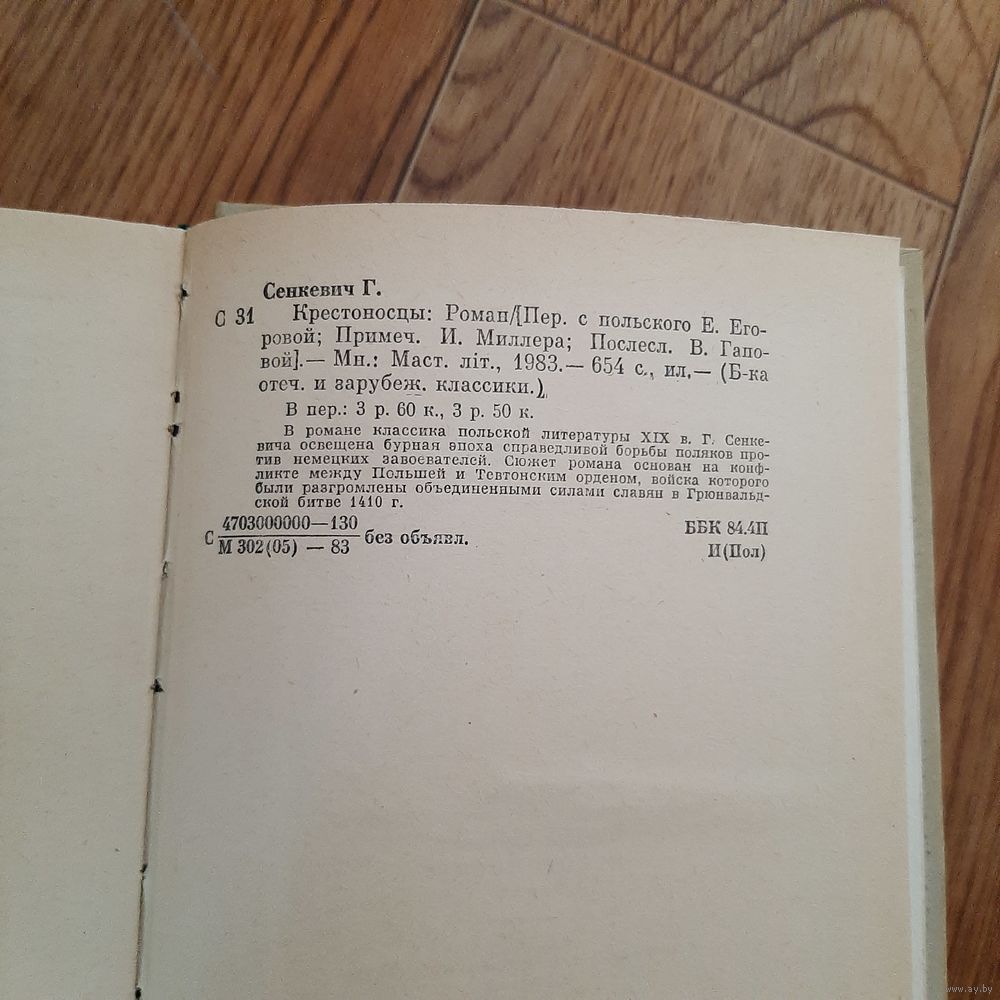 Сенкевич Г.
С 31 Крестоносцы: Роман/[Пер. с польского Е. Его-
ровой; Примеч. И. Миллера; Послесл. В. Гапо-
вой].— Мн.: Маст. літ., 1983.— 654 с., ил.— (Б-ка
отеч. и зарубеж. классики.)
В пер.: 3 р. 60 к., 3 р. 50 к.
В романе классика польской литературы XIX в. Г. Сенке-
вича освещена бурная эпоха справедливой борьбы поляков про-
тив немецких завоевателей. Сюжет романа основан на конф-
ликте между Польшей и Тевтонским орденом, войска которого
были разгромлены объединенными силами славян в Грюнвальд-
ской битве 1410 г.
С 4703000000—130 ББК 84.4П
М 302(05) — 83 без объявл. И(Пол)
www.ay.by